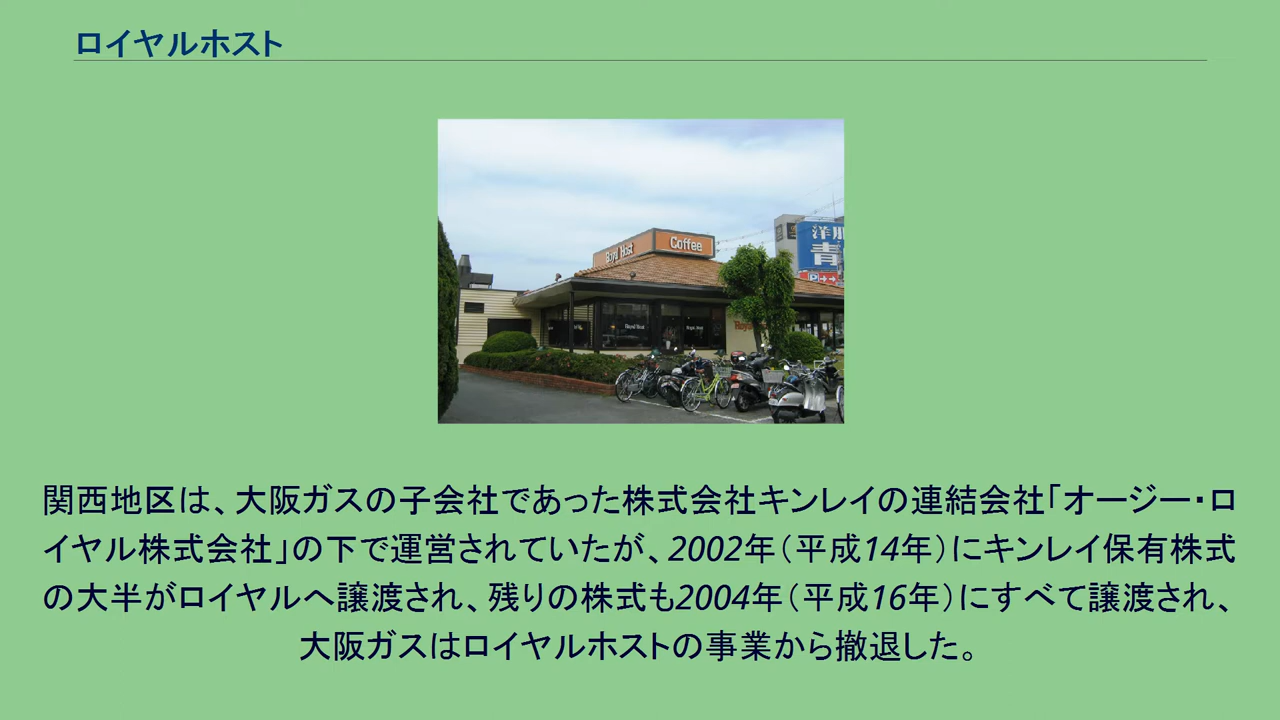 ロイヤルホスト
Royal Host
Coffee
洋服
青
Royal Host
Royal Host
Royal
関西地区は、大阪ガスの子会社であった株式会社キンレイの連結会社「オージー・ロ
イヤル株式会社」の下で運営されていたが、2002年（平成14年）にキンレイ保有株式
の大半がロイヤルへ譲渡され、残りの株式も2004年（平成16年）にすべて譲渡され、
大阪ガスはロイヤルホストの事業から撤退した。